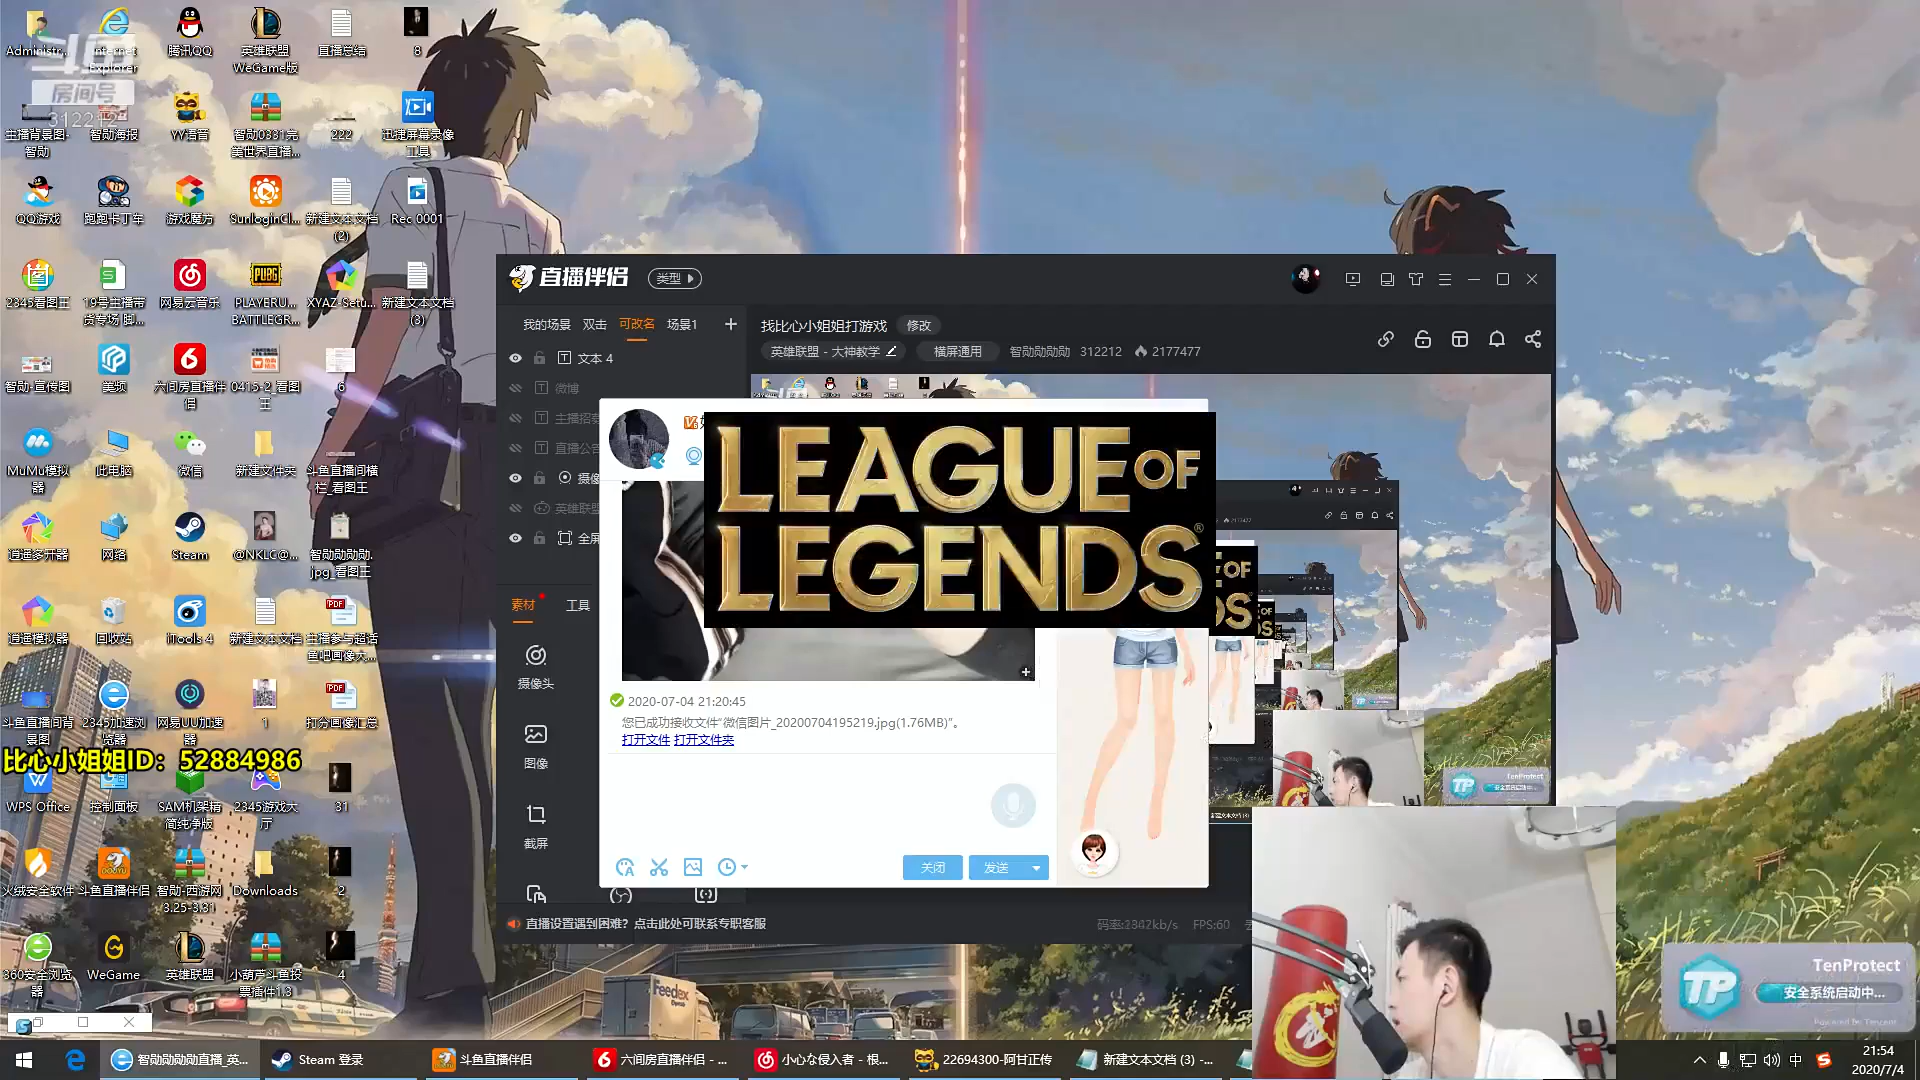 Administr...
Internet Explorer
腾讯QQ
英雄联盟 WeGame版
直播总结
8
斗鱼
房间号
312212
主播背景图-智勋
智勋海报
YY语音
智勋0331完美世界直播...
222
迅捷屏幕录像工具
QQ游戏
跑跑卡丁车
游戏魔方
SunloginCl...
新建文本文档 (2)
Rec 0001
2345看图王
19号主播带货专场-脚...
网易云音乐
PLAYERU... BATTLEGR...
XYAZ-Setu...
新建文本文档 (3)
智勋-宣传图
美频
六间房直播伴侣
0415-2_看图王
6
MuMu模拟器
此电脑
微信
新建文件夹
斗鱼直播间横栏_看图王
逍遥多开器
网络
Steam
@NKLC@...
智勋勋勋勋.jpg_看图王
逍遥模拟器
回收站
iTools 4
新建文本文档
主播参与超话鱼吧画像大...
斗鱼直播间背景图
2345加速浏览器
网易UU加速器
1
打分画像汇总
比心小姐姐ID：52884986
WPS Office
控制面板
SAM机架精简纯净版
2345游戏大厅
31
火绒安全软件
斗鱼直播伴侣
智勋-西游网3.25-3.31
Downloads
2
360安全浏览器
WeGame
英雄联盟
小葫芦斗鱼投票插件1.3
4
直播伴侣
类型
我的场景
双击
可改名
场景1
找比心小姐姐打游戏
修改
英雄联盟 - 大神教学
横屏通用
智勋勋勋勋
312212
2177477
文本 4
微博
主播招募
直播公告
英雄联盟
全屏
素材
工具
摄像头
图像
截屏
LEAGUE OF
LEGENDS
2020-07-04 21:20:45
您已成功接收文件"微信图片_20200704195219.jpg(1.76MB)"。
打开文件 打开文件夹
关闭
发送
直播设置遇到困难？点击此处可联系专职客服
FPS:60
Feedex
TenProtect
安全系统启动中...
Powered by Tencent
智勋勋勋勋直播_英...
Steam 登录
斗鱼直播伴侣
六间房直播伴侣 - ...
小心な侵入者 - 根...
22694300-阿甘正传
新建文本文档 (3) -...
中
21:54
2020/7/4